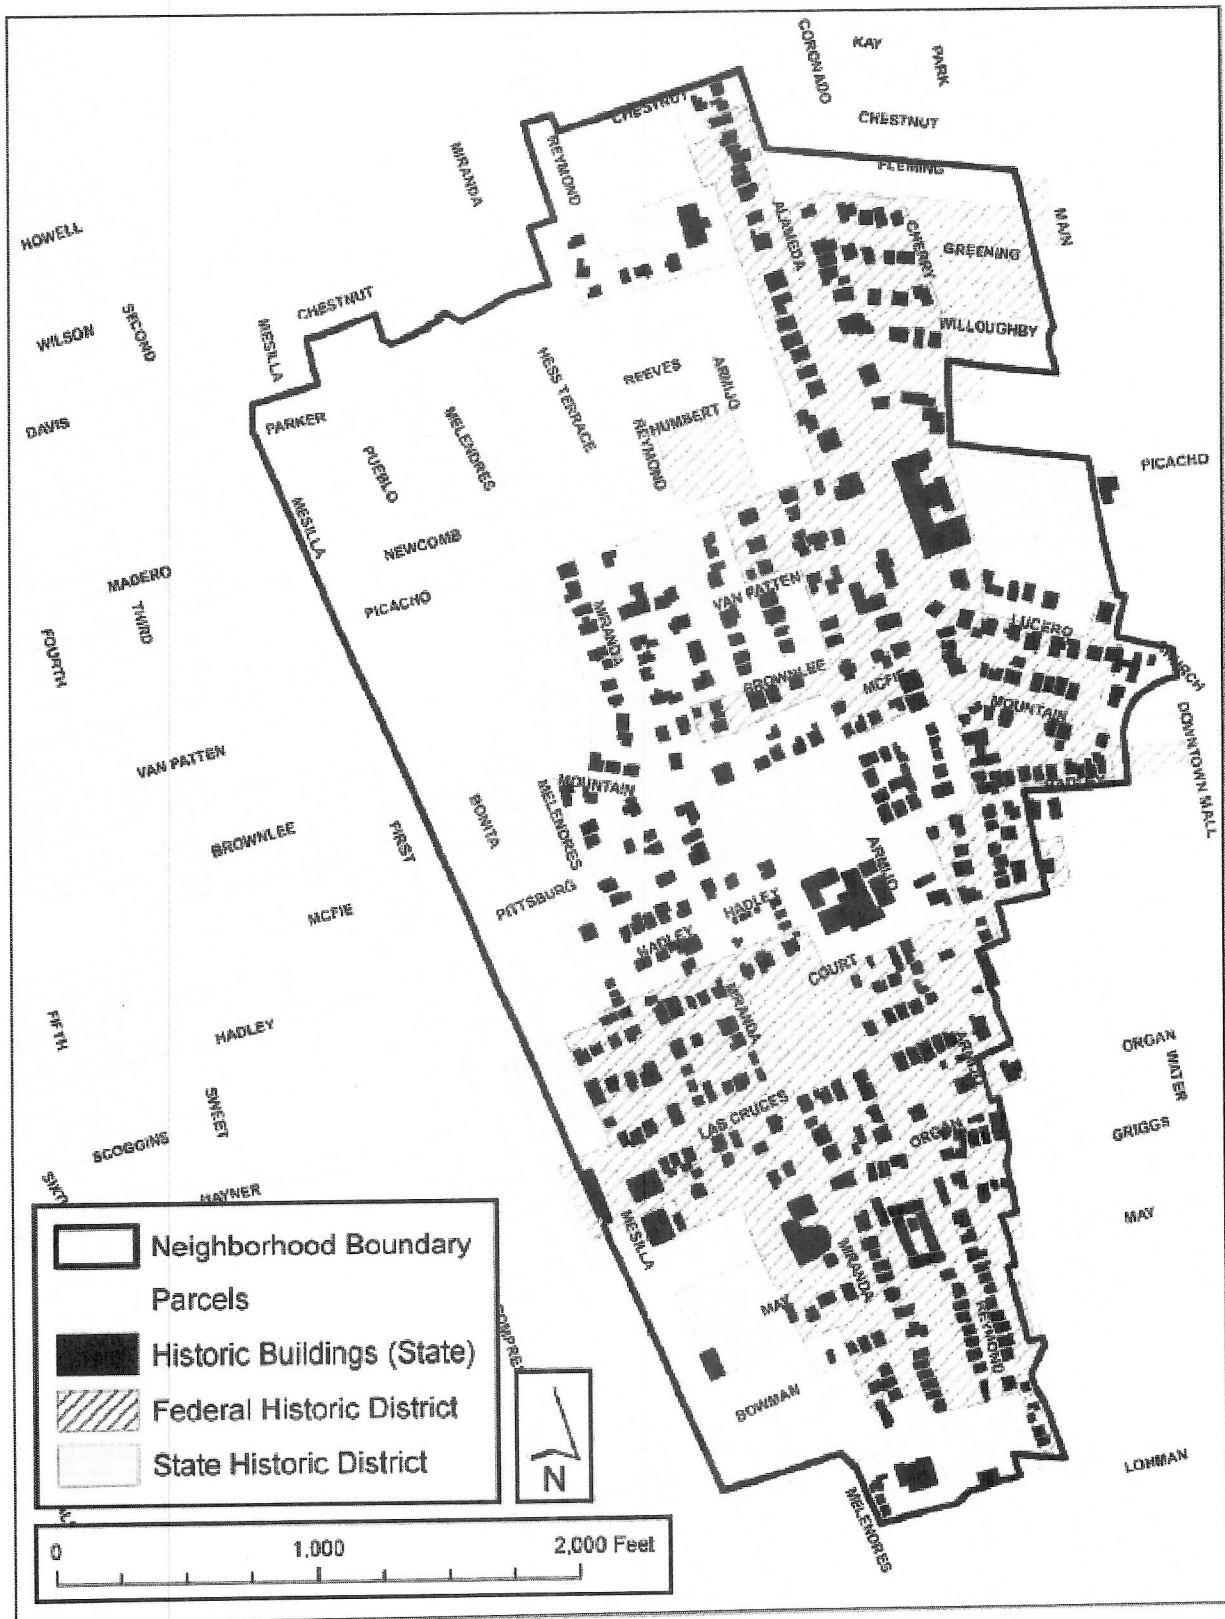 CORONADO
KAY
PARK
CHESTNUT
CHESTNUT
FLEMING
MIRANDA
REYMOND
HOWELL
ALAMEDA
CHERRY
GREENING
MAIN
CHESTNUT
WILSON
SECOND
MESILLA
WILLOUGHBY
HESS TERRACE
REEVES
ARMIJO
DAVIS
PARKER
MELENDRES
HUMBERT
REYMOND
PUEBLO
PICACHO
MESILLA
NEWCOMB
MADERO
PICACHO
VAN PATTEN
THIRD
MIRANDA
LUCERO
FOURTH
BROWNLEE
MCFIE
MOUNTAIN
DOWNTOWN MALL
VAN PATTEN
MOUNTAIN
MELENDRES
BONITA
BROWNLEE
FIRST
ARMIJO
PITTSBURG
HADLEY
MCFIE
HADLEY
COURT
MIRANDA
FIFTH
HADLEY
ARMIJO
ORGAN
WATER
SWEET
LAS CRUCES
ORGAN
GRIGGS
SCOGGINS
HAYNER
MESILLA
MAY
MIRANDA
MAY
REYMOND
BOWMAN
LOHMAN
MELENDRES
Neighborhood Boundary
Parcels
Historic Buildings (State)
Federal Historic District
State Historic District
N
0 1,000 2,000 Feet